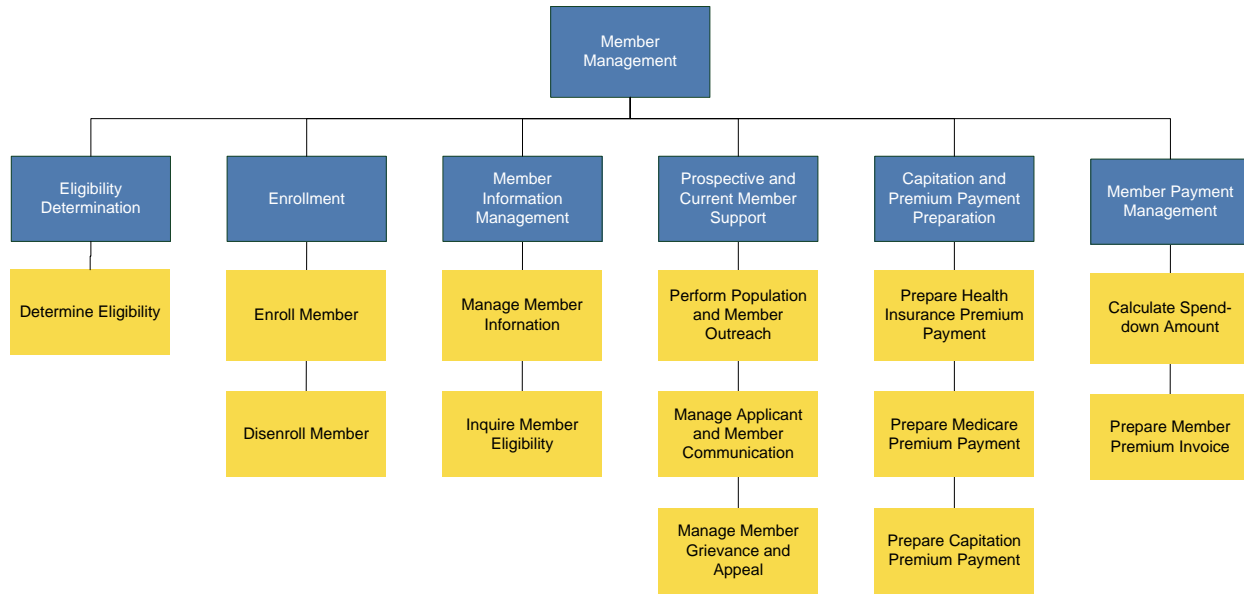 Member
Management
Eligibility
Determination
Enrollment
Member
Information
Management
Prospective and
Current Member
Support
Capitation and
Premium Payment
Preparation
Member Payment
Management
Determine Eligibility
Enroll Member
Manage Member
Infornation
Perform Population
and Member
Outreach
Prepare Health
Insurance Premium
Payment
Calculate Spend-
down Amount
Disenroll Member
Inquire Member
Eligibility
Manage Applicant
and Member
Communication
Prepare Medicare
Premium Payment
Prepare Member
Premium Invoice
Manage Member
Grievance and
Appeal
Prepare Capitation
Premium Payment